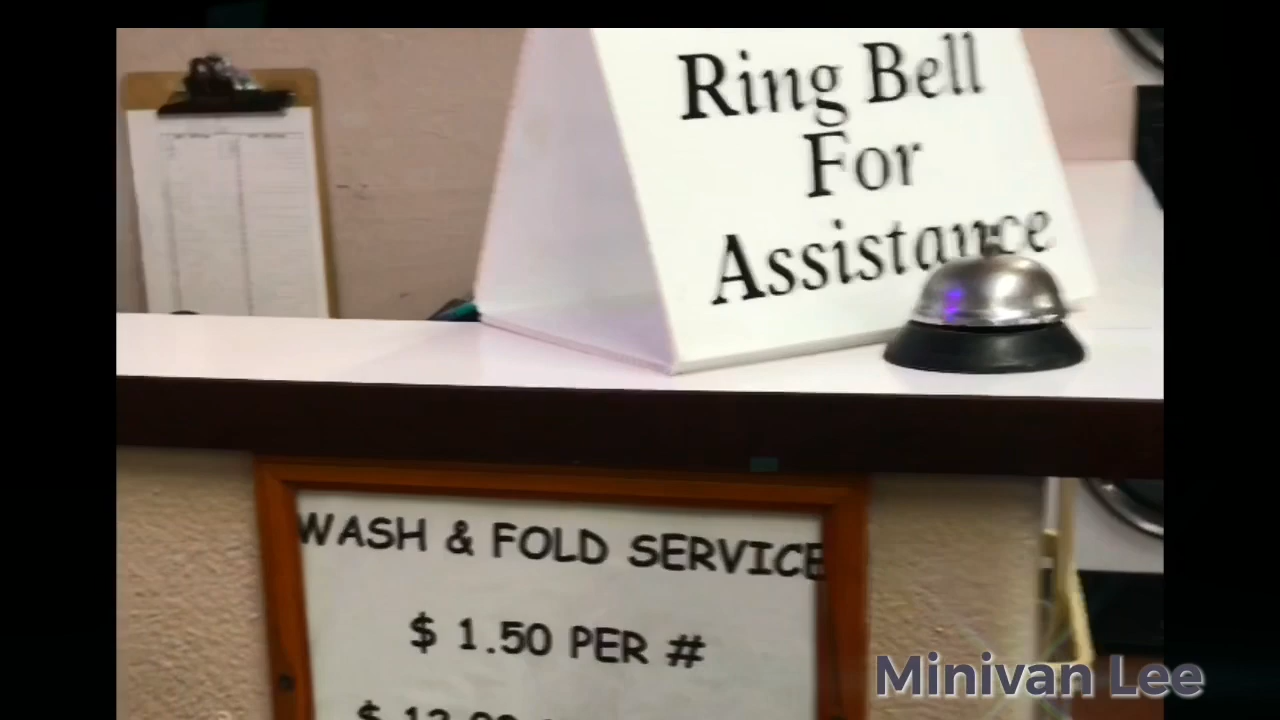 Ring Bell
For
Assistance
WASH & FOLD SERVICE
$ 1.50 PER #
Minivan Lee